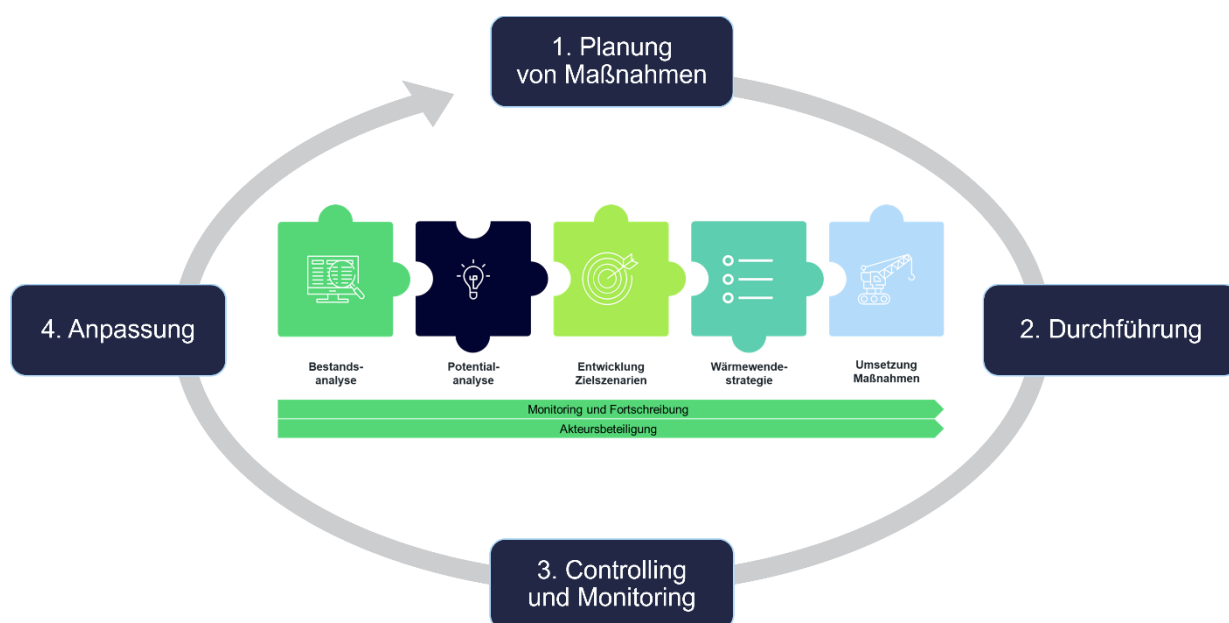 1. Planung
von Maßnahmen
4. Anpassung
2. Durchführung
Bestands-
analyse
Potential-
analyse
Entwicklung
Zielszenarien
Wärmewende-
strategie
Umsetzung
Maßnahmen
Monitoring und Fortschreibung
Akteursbeteiligung
3. Controlling
und Monitoring